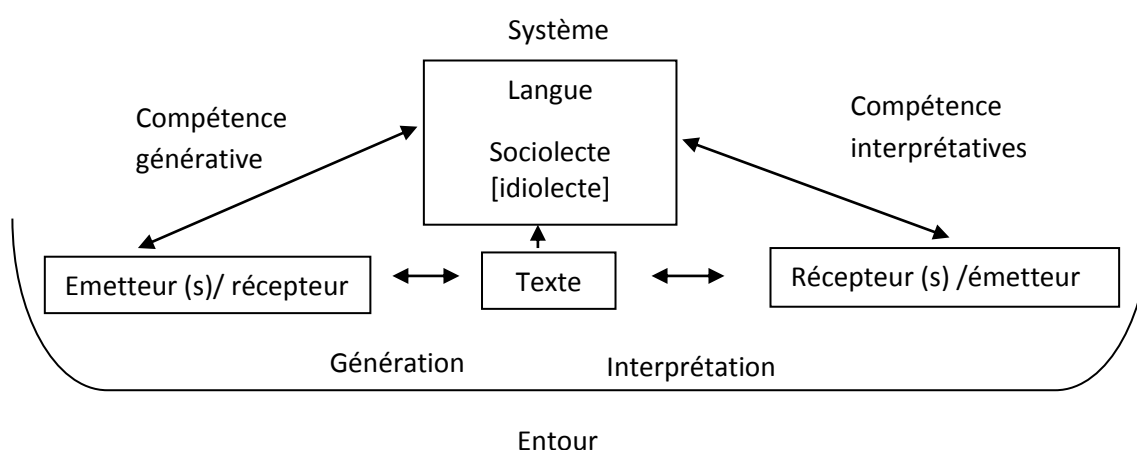 Système
Langue
Compétence
générative
Compétence
interprétatives
Sociolecte
[idiolecte]
Emetteur (s)/ récepteur
Texte
Récepteur (s) /émetteur
Génération
Interprétation
Entour